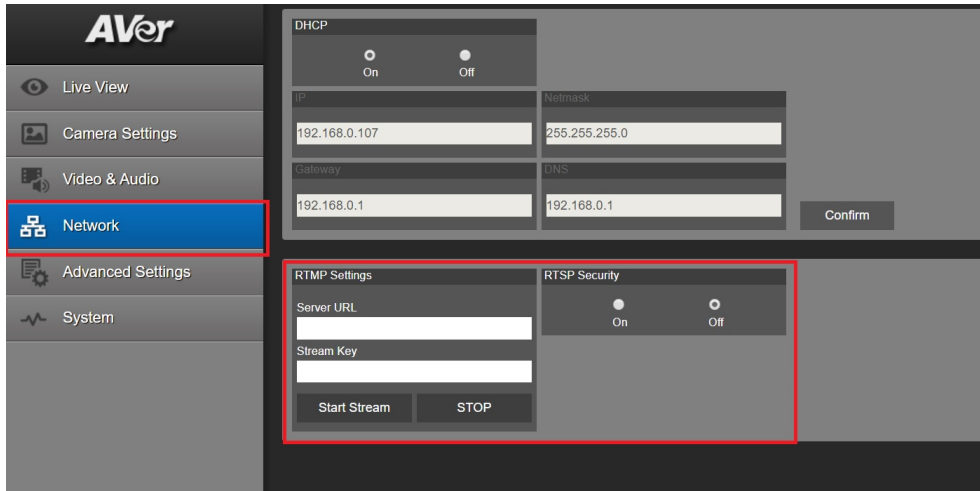 AVer
Live View
Camera Settings
Video & Audio
Network
Advanced Settings
System
DHCP
On Off
IP Netmask
192.168.0.107 255.255.255.0
Gateway DNS
192.168.0.1 192.168.0.1
Confirm
RTMP Settings RTSP Security
Server URL
On Off
Stream Key
Start Stream STOP